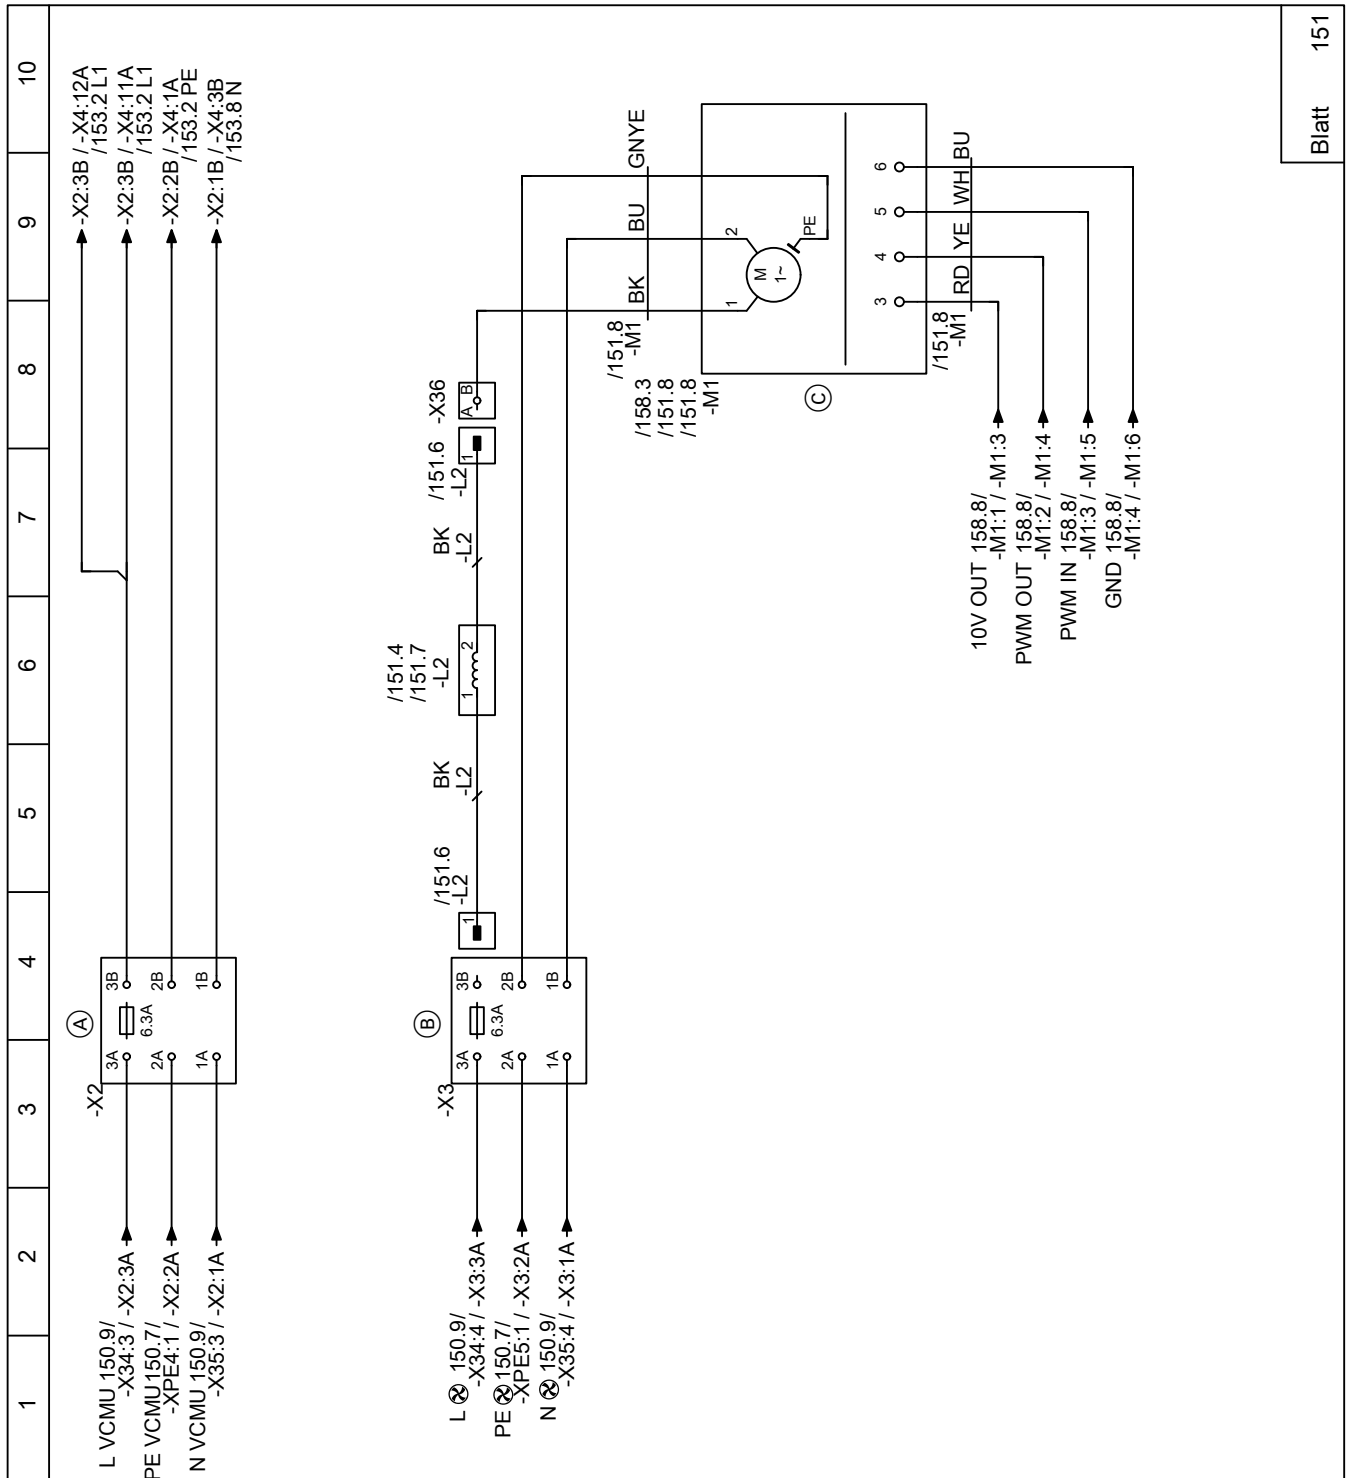 10
9
8
7
6
5
4
3
2
1
-X2:3B / -X4:12A
/153.2 L1
-X2:3B / -X4:11A
/153.2 L1
-X2:2B / -X4:1A
/153.2 PE
-X2:1B / -X4:3B
/153.8 N
A
-X2
3B
2B
1B
6.3A
3A
2A
1A
L VCMU 150.9/
-X34:3 / -X2:3A
PE VCMU 150.7/
-XPE4:1 / -X2:2A
N VCMU 150.9/
-X35:3 / -X2:1A
B
-X3
3B
2B
1B
6.3A
3A
2A
1A
L 150.9/
-X34:4 / -X3:3A
PE 150.7/
-XPE5:1 / -X3:2A
N 150.9/
-X35:4 / -X3:1A
/151.6
-L2
1
BK
-L2
/151.4
/151.7
-L2
1
2
BK
-L2
/151.6
-L2
1
-X36
A
B
BK
BU
GNYE
/151.8
-M1
/158.3
/151.8
/151.8
-M1
1
2
M
1~
PE
C
3
4
5
6
/151.8
-M1
RD
YE
WH
BU
10V OUT 158.8/
-M1:1 / -M1:3
PWM OUT 158.8/
-M1:2 / -M1:4
PWM IN 158.8/
-M1:3 / -M1:5
GND 158.8/
-M1:4 / -M1:6
Blatt 151